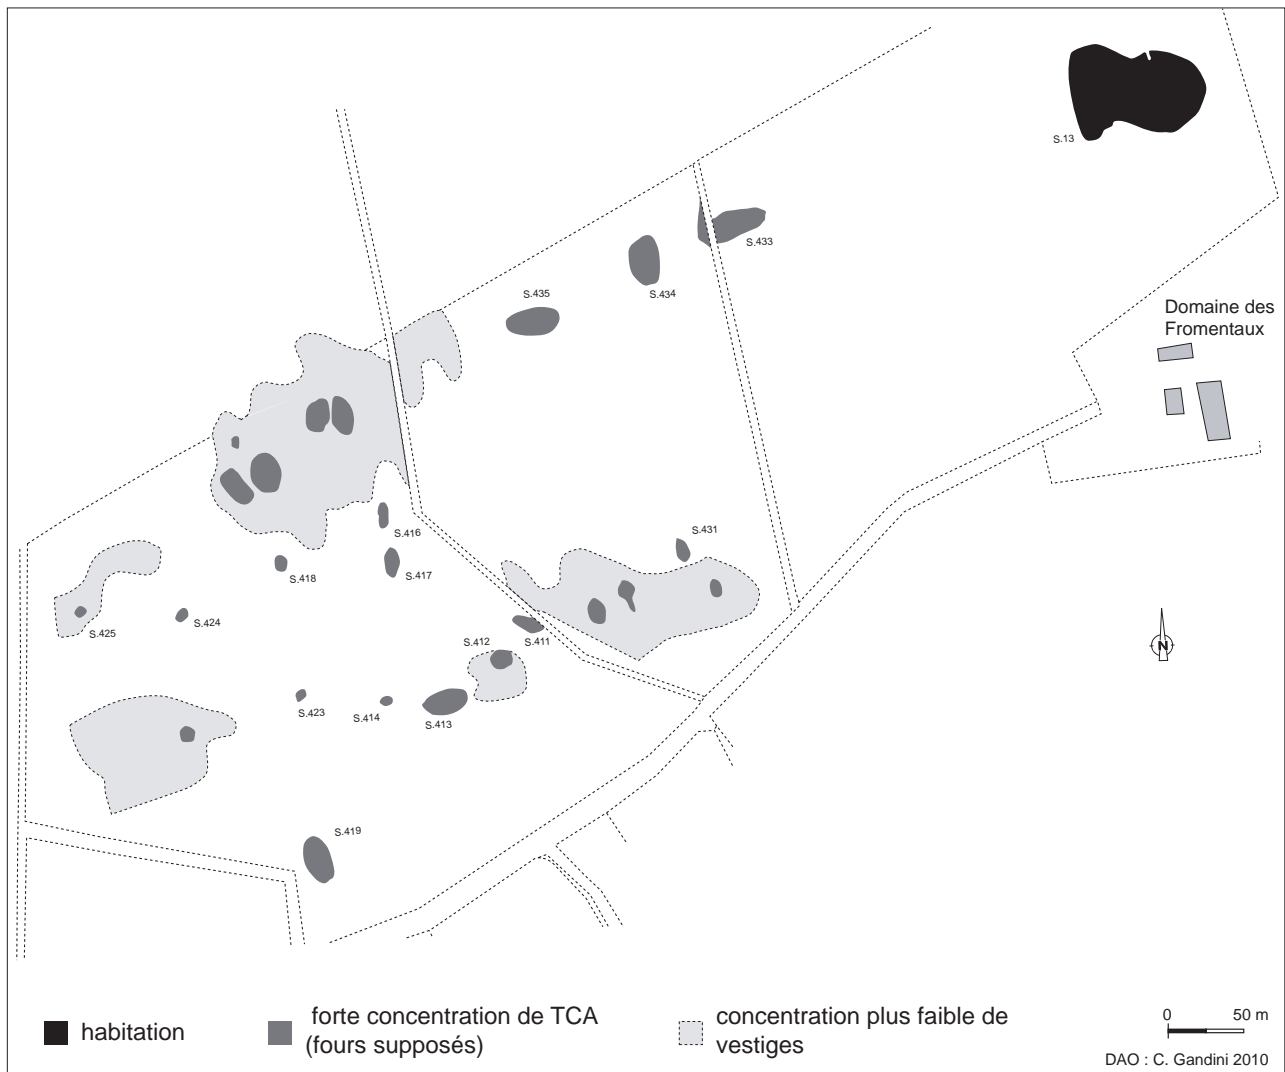 S.13
S.433
S.434
S.435
Domaine des
Fromentaux
S.416
S.431
S.417
S.418
S.424
S.425
S.412
S.411
S.423
S.414
S.413
N
S.419
habitation
forte concentration de TCA
(fours supposés)
concentration plus faible de
vestiges
0 50 m
DAO : C. Gandini 2010